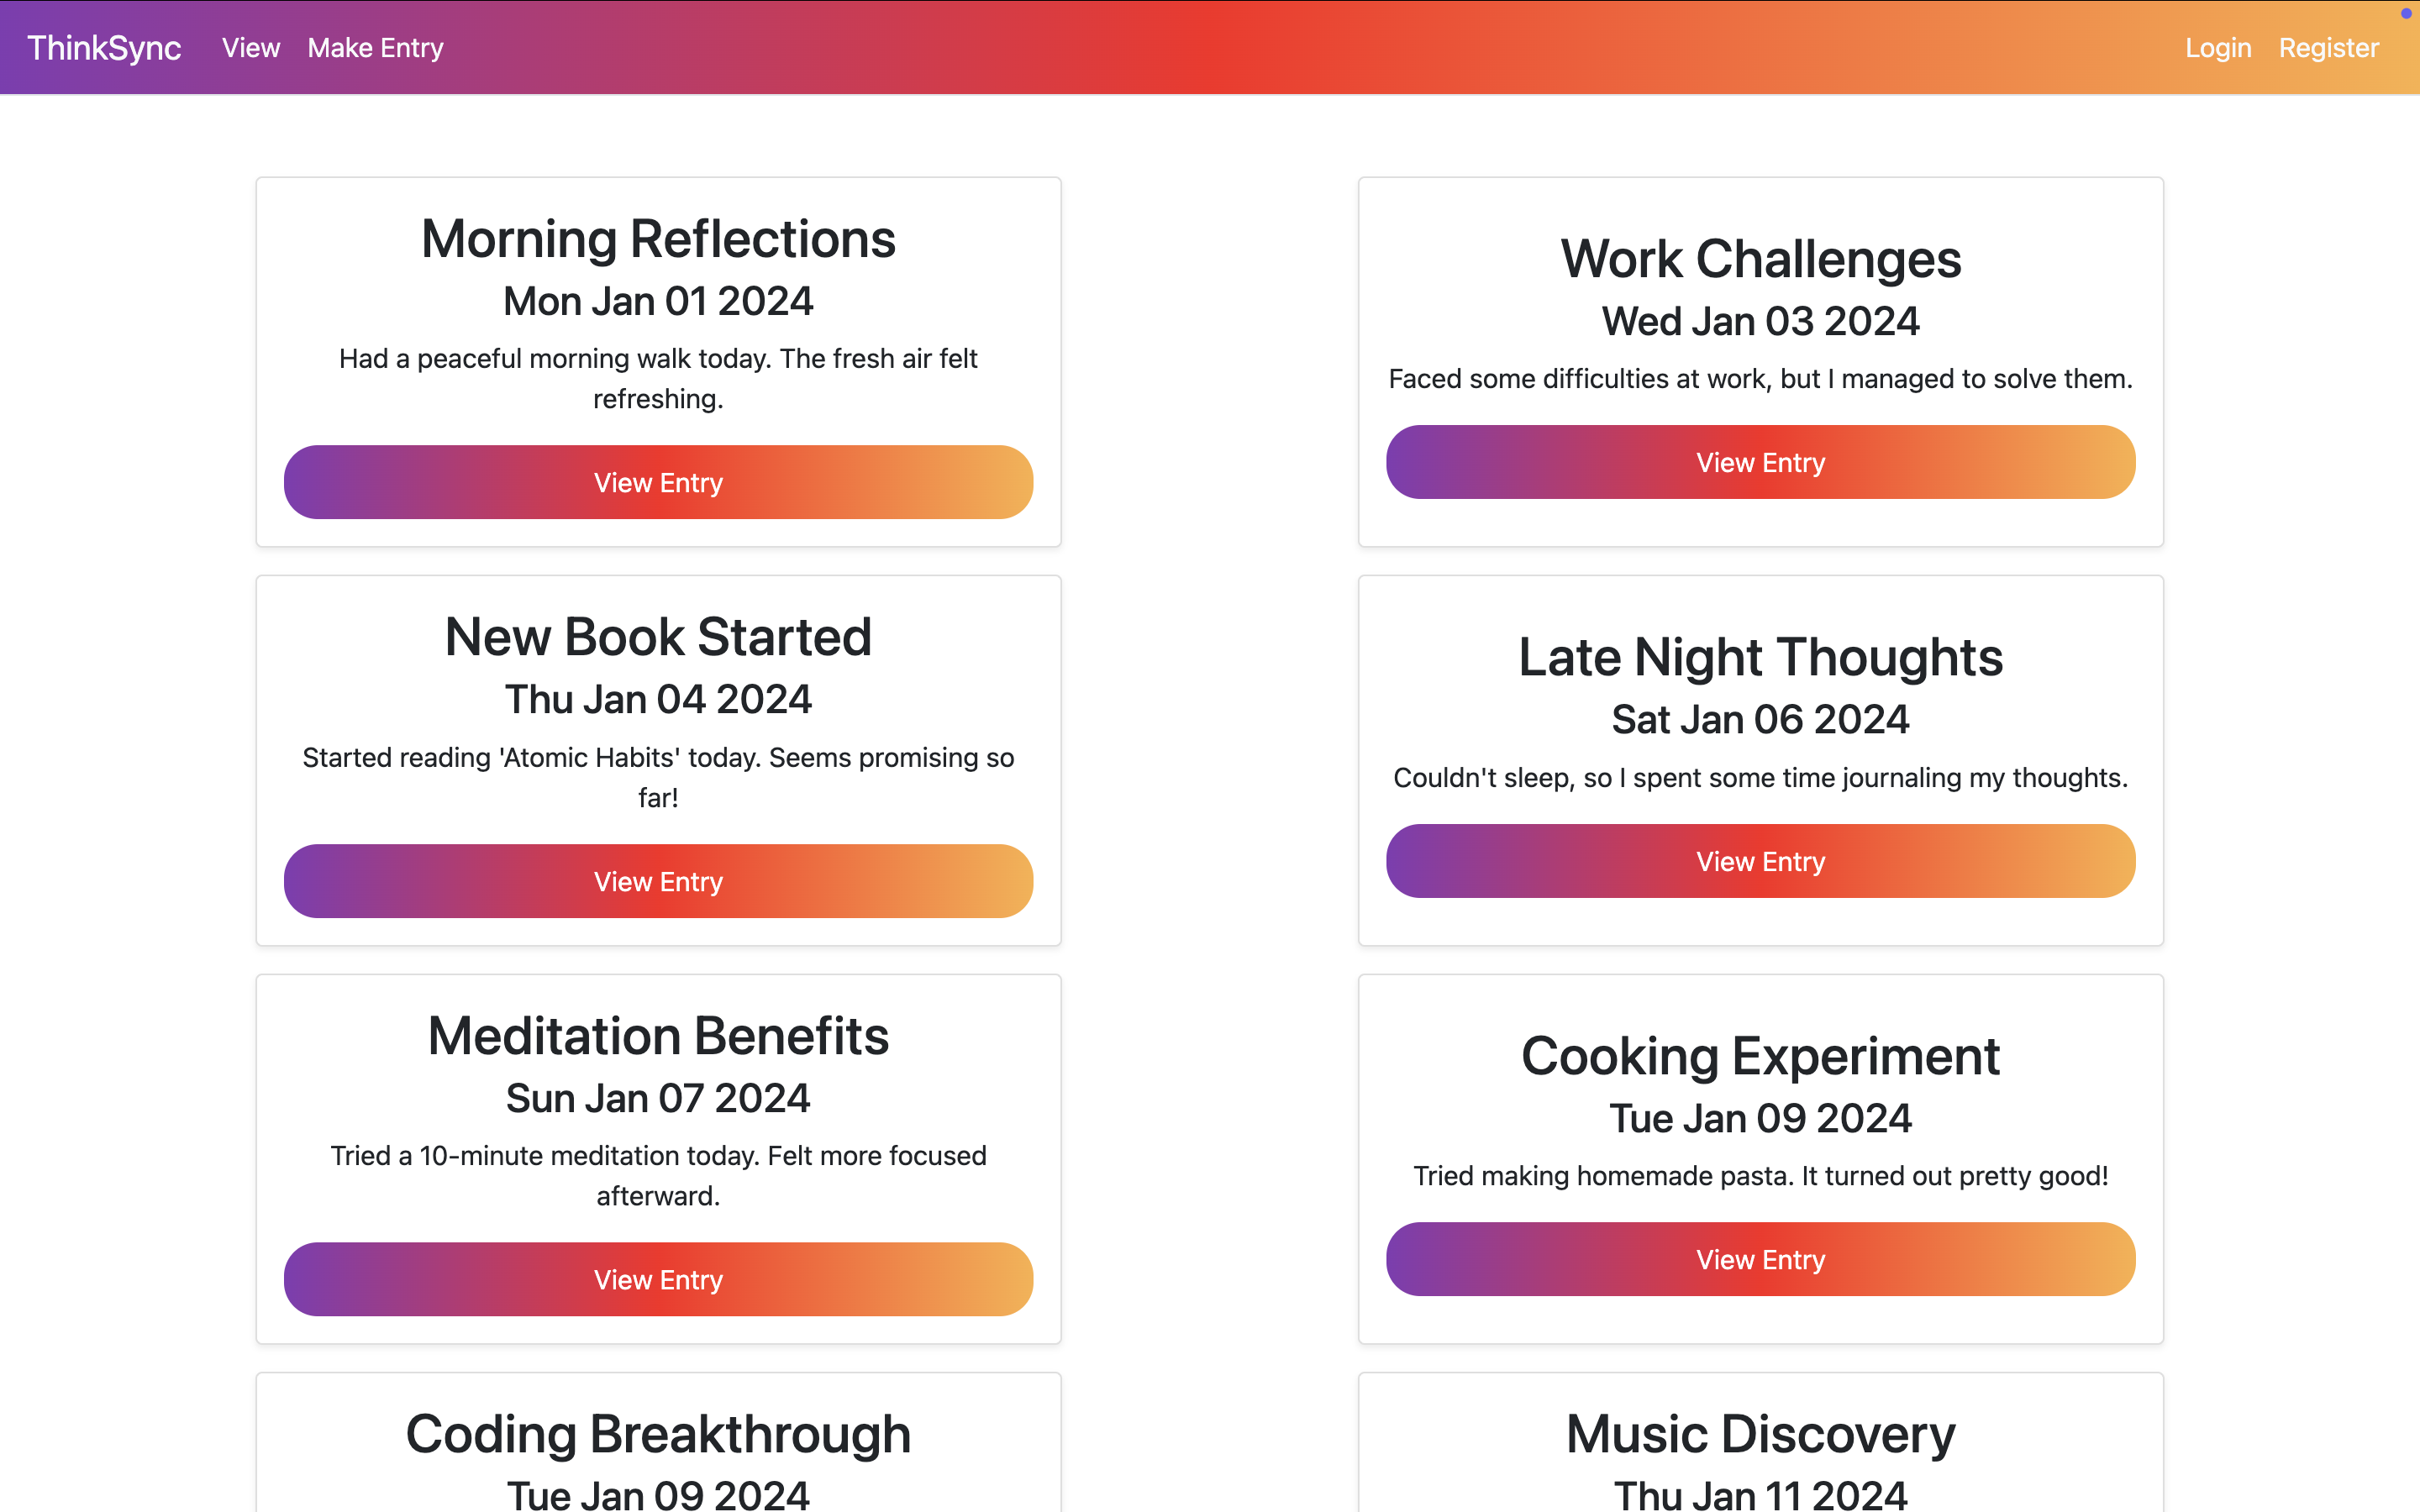 ThinkSync View Make Entry Login Register
Morning Reflections
Mon Jan 01 2024
Had a peaceful morning walk today. The fresh air felt
refreshing.
View Entry
Work Challenges
Wed Jan 03 2024
Faced some difficulties at work, but I managed to solve them.
View Entry
New Book Started
Thu Jan 04 2024
Started reading 'Atomic Habits' today. Seems promising so
far!
View Entry
Late Night Thoughts
Sat Jan 06 2024
Couldn't sleep, so I spent some time journaling my thoughts.
View Entry
Meditation Benefits
Sun Jan 07 2024
Tried a 10-minute meditation today. Felt more focused
afterward.
View Entry
Cooking Experiment
Tue Jan 09 2024
Tried making homemade pasta. It turned out pretty good!
View Entry
Coding Breakthrough
Tue Jan 09 2024
Music Discovery
Thu Jan 11 2024